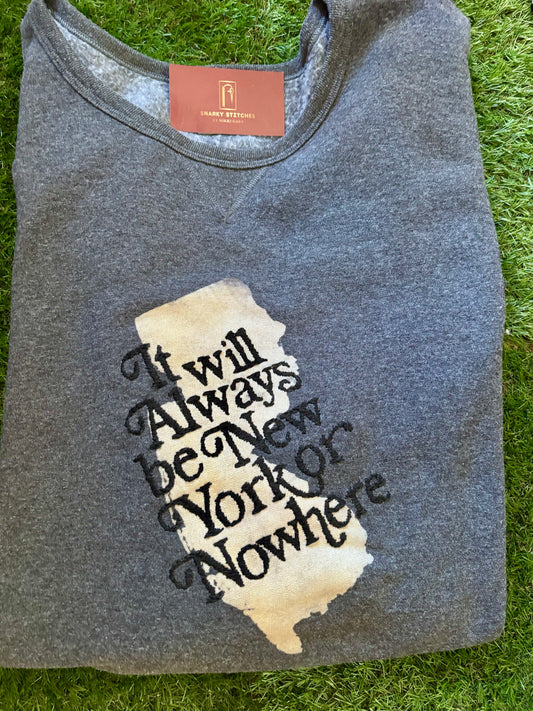 SNARKY STITCHES
It will
Always
be New
York or
Nowhere